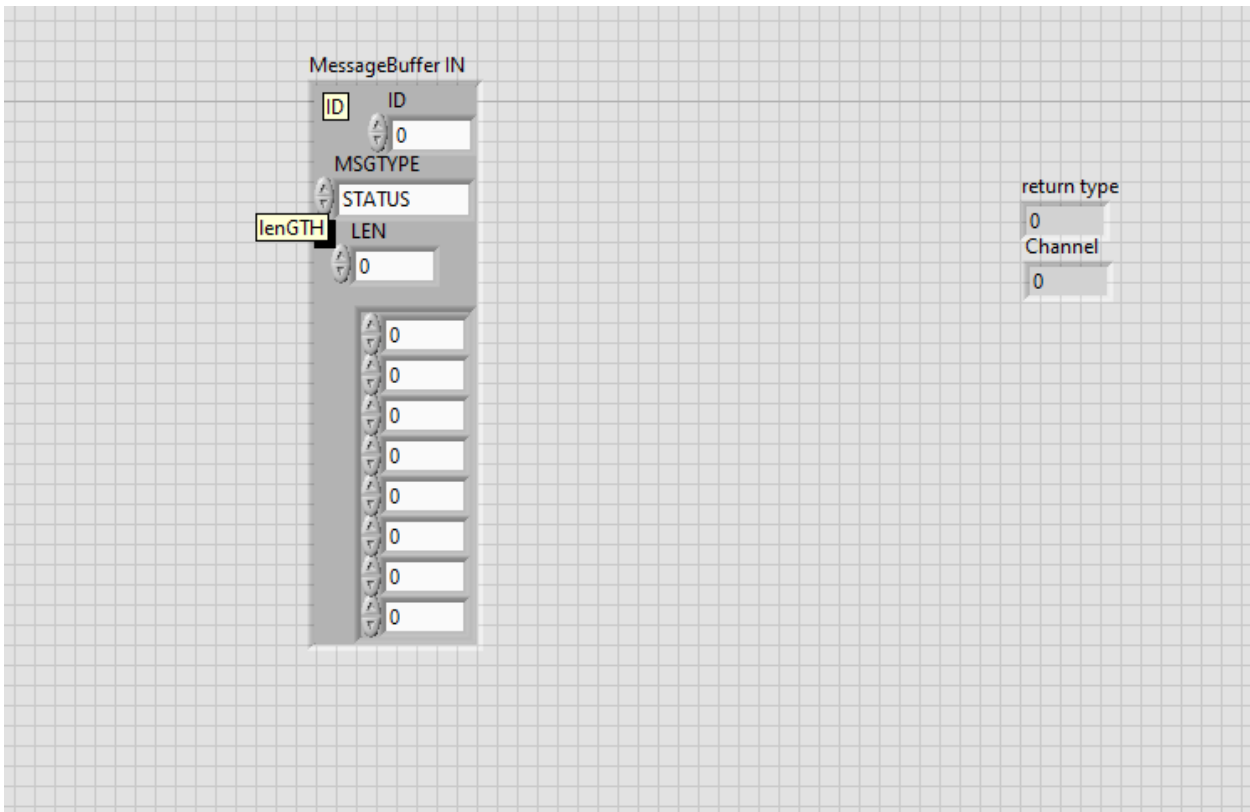 MessageBuffer IN
ID
ID
0
MSGTYPE
STATUS
lenGTH
LEN
0
0
0
0
0
0
0
0
0
return type
0
Channel
0